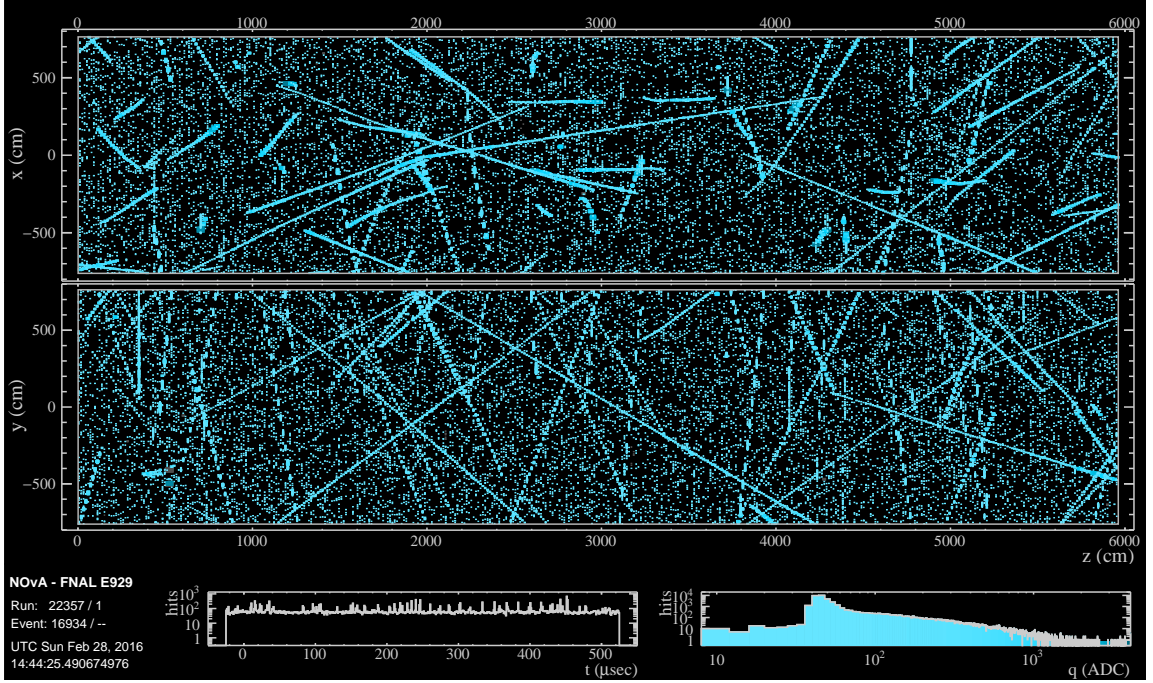 0 1000 2000 3000 4000 5000 6000
500
0
−500
x (cm)
500
0
−500
y (cm)
0 1000 2000 3000 4000 5000 6000
z (cm)
NOvA - FNAL E929
Run: 22357 / 1
Event: 16934 / --
UTC Sun Feb 28, 2016
14:44:25.490674976
hits
10³
10²
10
1
0 100 200 300 400 500
t (μsec)
hits
10⁴
10³
10²
10
1
10 10² 10³
q (ADC)